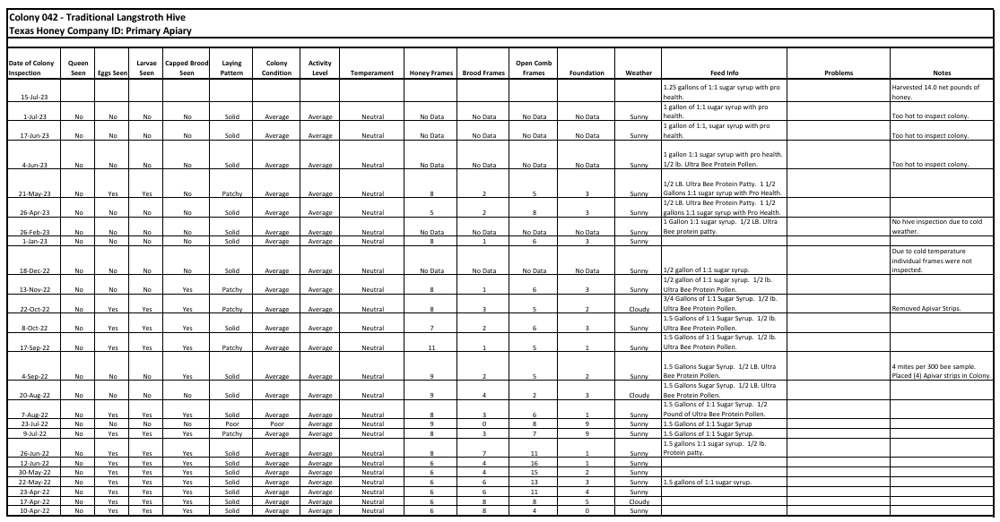 Colony 042 - Traditional Langstroth Hive
Texas Honey Company ID: Primary Apiary
Date of Colony Inspection Queen Seen Eggs Seen Larvae Seen Capped Brood Seen Laying Pattern Colony Condition Activity Level Temperament Honey Frames Brood Frames Open Comb Frames Foundation Weather Feed Info Problems Notes
15-Jul-23 1.25 gallons of 1:1 sugar syrup with pro health. Harvested 14.0 net pounds of honey.
1-Jul-23 No No No No Solid Average Average Neutral No Data No Data No Data No Data Sunny 1 gallon of 1:1 sugar syrup with pro health. Too hot to inspect colony.
17-Jun-23 No No No No Solid Average Average Neutral No Data No Data No Data No Data Sunny 1 gallon of 1:1, sugar syrup with pro health. Too hot to inspect colony.
4-Jun-23 No No No No Solid Average Average Neutral No Data No Data No Data No Data Sunny 1 gallon 1:1 sugar syrup with pro health. 1/2 lb. Ultra Bee Protein Pollen. Too hot to inspect colony.
21-May-23 No Yes Yes No Patchy Average Average Neutral 8 2 5 3 Sunny 1/2 LB. Ultra Bee Protein Patty. 1 1/2 Gallons 1:1 sugar syrup with Pro Health.
26-Apr-23 No No No No Solid Average Average Neutral 5 2 8 3 Sunny 1/2 LB. Ultra Bee Protein Patty. 1 1/2 gallons 1:1 sugar syrup with Pro Health.
26-Feb-23 No No No No Solid Average Average Neutral No Data No Data No Data No Data Sunny 1 Gallon 1:1 sugar syrup. 1/2 LB. Ultra Bee protein patty. No hive inspection due to cold weather.
1-Jan-23 No No No No Solid Average Average Neutral 8 1 6 3 Sunny
18-Dec-22 No No No No Solid Average Average Neutral No Data No Data No Data No Data Sunny 1/2 gallon of 1:1 sugar syrup. Due to cold temperature individual frames were not inspected.
13-Nov-22 No No No Yes Patchy Average Average Neutral 8 1 6 3 Sunny 1/2 gallon of 1:1 sugar syrup. 1/2 lb. Ultra Bee Protein Pollen.
22-Oct-22 No Yes Yes Yes Patchy Average Average Neutral 8 3 5 2 Cloudy 3/4 Gallons of 1:1 Sugar Syrup. 1/2 lb. Ultra Bee Protein Pollen. Removed Apivar Strips.
8-Oct-22 No Yes Yes Yes Solid Average Average Neutral 7 2 6 3 Sunny 1.5 Gallons of 1:1 Sugar Syrup. 1/2 lb. Ultra Bee Protein Pollen.
17-Sep-22 No Yes Yes Yes Patchy Average Average Neutral 11 1 5 1 Sunny 1:5 Gallons of 1:1 Sugar Syrup. 1/2 lb. Ultra Bee Protein Pollen.
4-Sep-22 No No No Yes Solid Average Average Neutral 9 2 5 2 Sunny 1.5 Gallons Sugar Syrup. 1/2 LB. Ultra Bee Protein Pollen. 4 mites per 300 bee sample. Placed (4) Apivar strips in Colony.
20-Aug-22 No No No No Solid Average Average Neutral 9 4 2 3 Cloudy 1.5 Gallons Sugar Syrup. 1/2 LB. Ultra Bee Protein Pollen.
7-Aug-22 No Yes Yes Yes Solid Average Average Neutral 8 3 6 1 Sunny 1.5 Gallons of 1:1 Sugar Syrup. 1/2 Pound of Ultra Bee Protein Pollen.
23-Jul-22 No No No No Poor Poor Average Neutral 9 0 8 9 Sunny 1.5 Gallons of 1:1 Sugar Syrup
9-Jul-22 No Yes Yes Yes Patchy Average Average Neutral 8 3 7 9 Sunny 1.5 Gallons of 1:1 Sugar Syrup.
26-Jun-22 No Yes Yes Yes Solid Average Average Neutral 8 7 11 1 Sunny 1.5 gallons 1:1 sugar syrup. 1/2 lb. Protein patty.
12-Jun-22 No Yes Yes Yes Solid Average Average Neutral 6 4 16 1 Sunny
30-May-22 No Yes Yes Yes Solid Average Average Neutral 6 4 15 2 Sunny
22-May-22 No Yes Yes Yes Solid Average Average Neutral 6 6 13 3 Sunny 1.5 gallons of 1:1 sugar syrup.
23-Apr-22 No Yes Yes Yes Solid Average Average Neutral 6 6 11 4 Sunny
17-Apr-22 No Yes Yes Yes Solid Average Average Neutral 6 8 8 5 Cloudy
10-Apr-22 No Yes Yes Yes Solid Average Average Neutral 6 8 4 0 Sunny